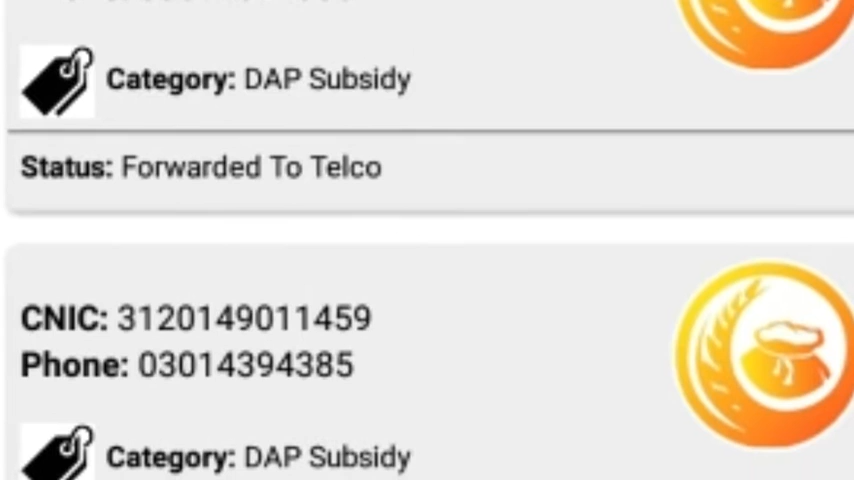 Category: DAP Subsidy
Status: Forwarded To Telco
CNIC: 3120149011459
Phone: 03014394385
Category: DAP Subsidy